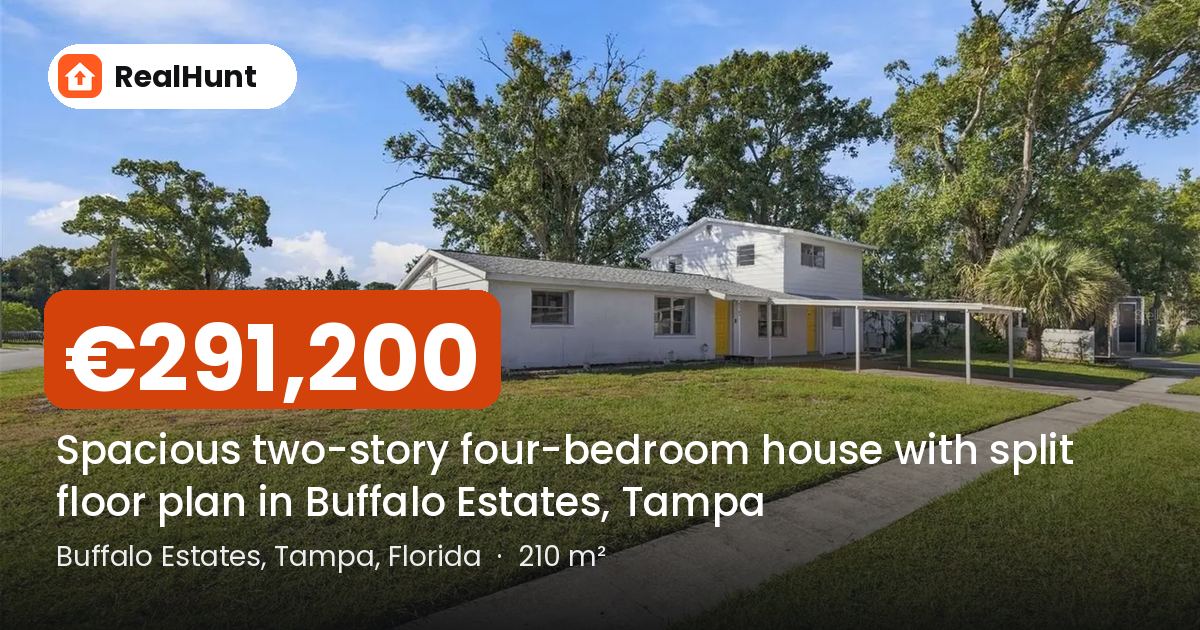 RealHunt
€291,200
Spacious two-story four-bedroom house with split
floor plan in Buffalo Estates, Tampa
Buffalo Estates, Tampa, Florida · 210 m²